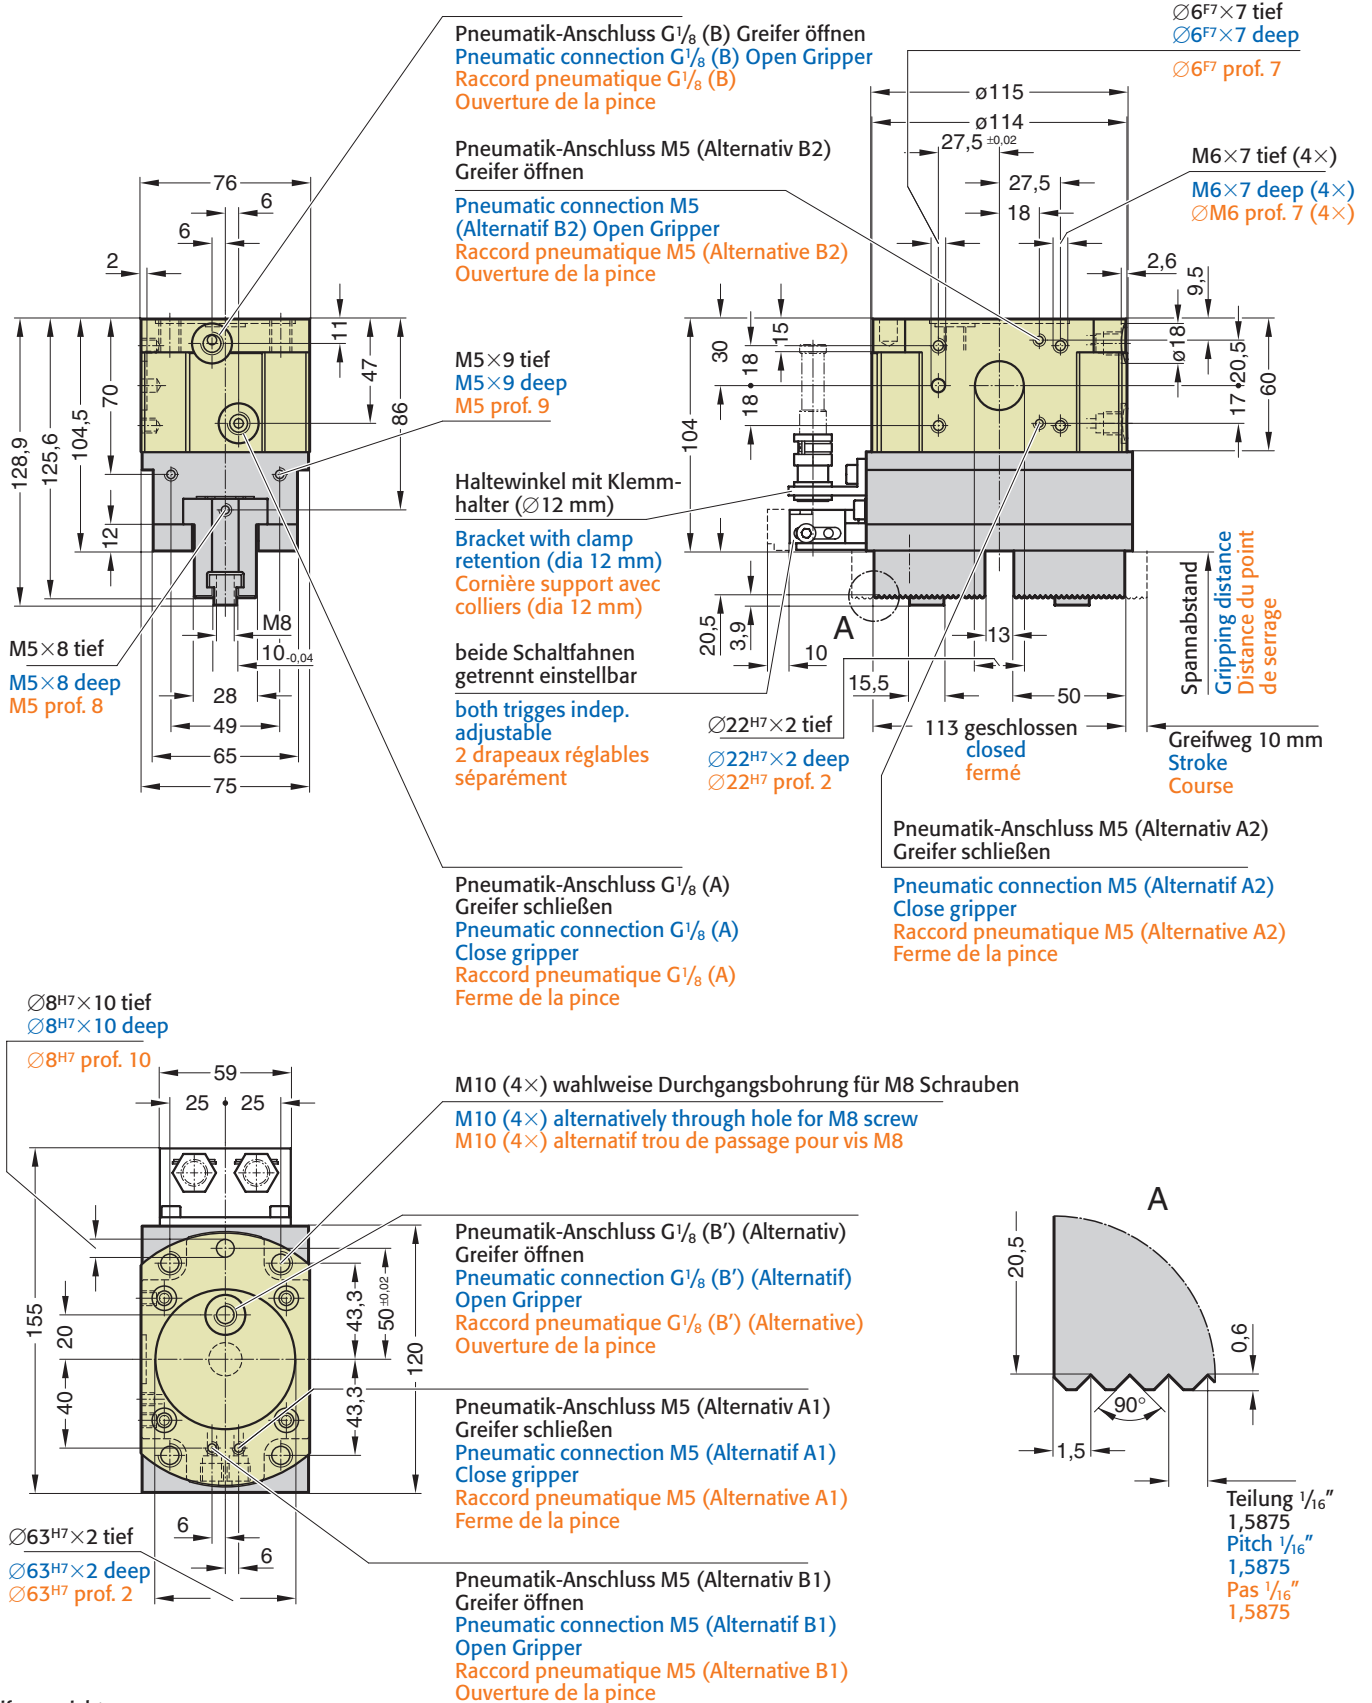 Pneumatik-Anschluss G1/8 (B) Greifer öffnen
Pneumatic connection G1/8 (B) Open Gripper
Raccord pneumatique G1/8 (B)
Ouverture de la pince
Pneumatik-Anschluss M5 (Alternativ B2)
Greifer öffnen
Pneumatic connection M5
(Alternatif B2) Open Gripper
Raccord pneumatique M5 (Alternative B2)
Ouverture de la pince
∅6F7×7 tief
∅6F7×7 deep
∅6F7 prof. 7
M6×7 tief (4×)
M6×7 deep (4×)
∅M6 prof. 7 (4×)
76
6
6
2
11
47
86
70
104,5
125,6
128,9
12
M8
10-0,04
28
49
65
75
M5×8 tief
M5×8 deep
M5 prof. 8
M5×9 tief
M5×9 deep
M5 prof. 9
Haltewinkel mit Klemm-
halter (∅12 mm)
Bracket with clamp
retention (dia 12 mm)
Cornière support avec
colliers (dia 12 mm)
beide Schaltfahnen
getrennt einstellbar
both trigges indep.
adjustable
2 drapeaux réglables
séparément
ø115
ø114
27,5 ±0,02
27,5
18
2,6
9,5
15
30
18
18
104
ø18
20,5
17
60
20,5
3,9
A
10
13
15,5
50
113 geschlossen
closed
fermé
∅22H7×2 tief
∅22H7×2 deep
∅22H7 prof. 2
Spannabstand
Gripping distance
Distance du point
de serrage
Greifweg 10 mm
Stroke
Course
Pneumatik-Anschluss M5 (Alternativ A2)
Greifer schließen
Pneumatic connection M5 (Alternatif A2)
Close gripper
Raccord pneumatique M5 (Alternative A2)
Ferme de la pince
Pneumatik-Anschluss G1/8 (A)
Greifer schließen
Pneumatic connection G1/8 (A)
Close gripper
Raccord pneumatique G1/8 (A)
Ferme de la pince
∅8H7×10 tief
∅8H7×10 deep
∅8H7 prof. 10
59
25
25
155
20
40
43,3
43,3
50±0,02
120
6
6
∅63H7×2 tief
∅63H7×2 deep
∅63H7 prof. 2
M10 (4×) wahlweise Durchgangsbohrung für M8 Schrauben
M10 (4×) alternatively through hole for M8 screw
M10 (4×) alternatif trou de passage pour vis M8
Pneumatik-Anschluss G1/8 (B′) (Alternativ)
Greifer öffnen
Pneumatic connection G1/8 (B′) (Alternatif)
Open Gripper
Raccord pneumatique G1/8 (B′) (Alternative)
Ouverture de la pince
Pneumatik-Anschluss M5 (Alternativ A1)
Greifer schließen
Pneumatic connection M5 (Alternatif A1)
Close gripper
Raccord pneumatique M5 (Alternative A1)
Ferme de la pince
Pneumatik-Anschluss M5 (Alternativ B1)
Greifer öffnen
Pneumatic connection M5 (Alternatif B1)
Open Gripper
Raccord pneumatique M5 (Alternative B1)
Ouverture de la pince
A
20,5
0,6
90°
1,5
Teilung 1/16″
1,5875
Pitch 1/16″
1,5875
Pas 1/16″
1,5875